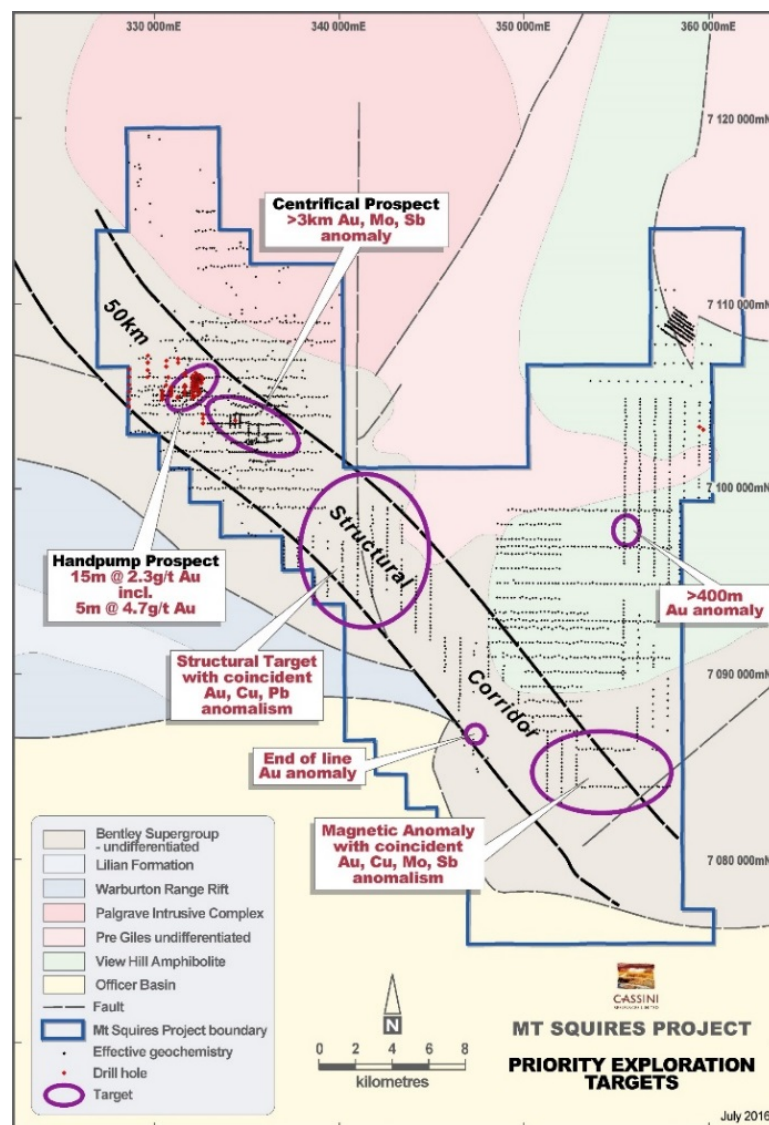 330 000mE
340 000mE
350 000mE
360 000mE
7 120 000mN
Centrifical Prospect
>3km Au, Mo, Sb
anomaly
7 110 000mN
50km
7 100 000mN
Structural
Handpump Prospect
15m @ 2.3g/t Au
incl.
5m @ 4.7g/t Au
>400m
Au anomaly
Structural Target
with coincident
Au, Cu, Pb
anomalism
7 090 000mN
Corridor
End of line
Au anomaly
Magnetic Anomaly
with coincident
Au, Cu, Mo, Sb
anomalism
7 080 000mN
Bentley Supergroup
- undifferentiated
Lilian Formation
Warburton Range Rift
Palgrave Intrusive Complex
Pre Giles undifferentiated
View Hill Amphibolite
Officer Basin
Fault
Mt Squires Project boundary
Effective geochemistry
Drill hole
Target
N
0 2 4 6 8
kilometres
CASSINI
MT SQUIRES PROJECT
PRIORITY EXPLORATION
TARGETS
July 2016